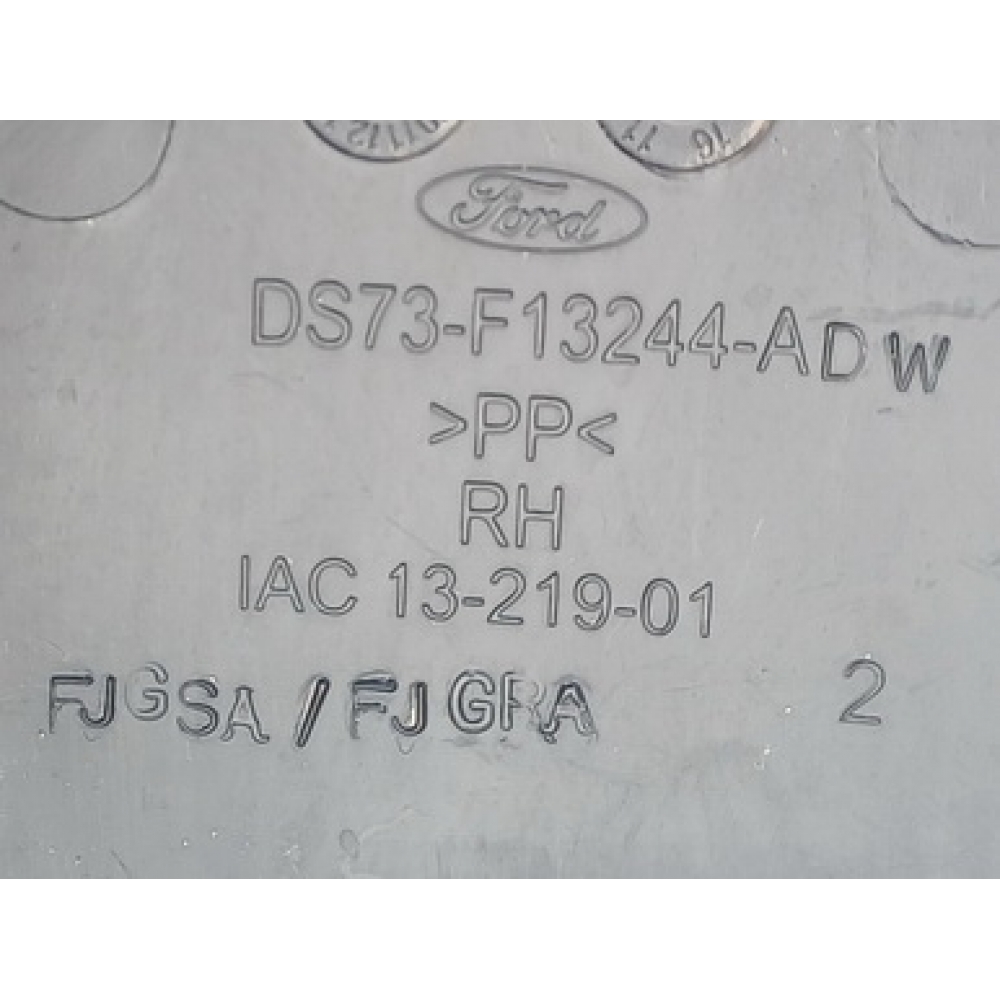 Ford
DS73-F13244-ADW
>PP<
RH
IAC 13-219-01
FJGSA / FJGRA 2